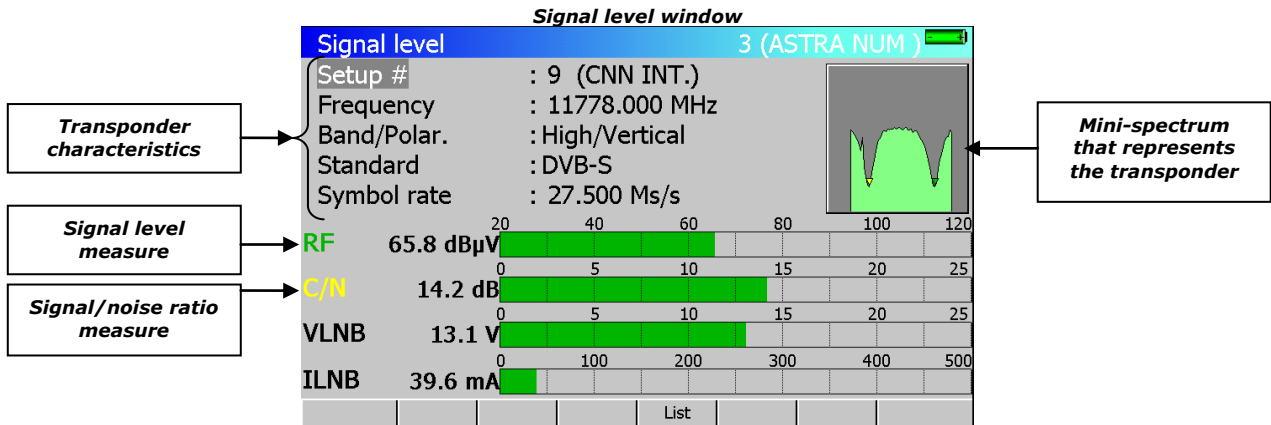 Signal level window
Signal level 3 (ASTRA NUM )
Setup # : 9 (CNN INT.)
Frequency : 11778.000 MHz
Band/Polar. : High/Vertical
Standard : DVB-S
Symbol rate : 27.500 Ms/s
Transponder
characteristics
Mini-spectrum
that represents
the transponder
Signal level
measure
20 40 60 80 100 120
RF 65.8 dBµV
Signal/noise ratio
measure
0 5 10 15 20 25
C/N 14.2 dB
0 5 10 15 20 25
VLNB 13.1 V
0 100 200 300 400 500
ILNB 39.6 mA
List